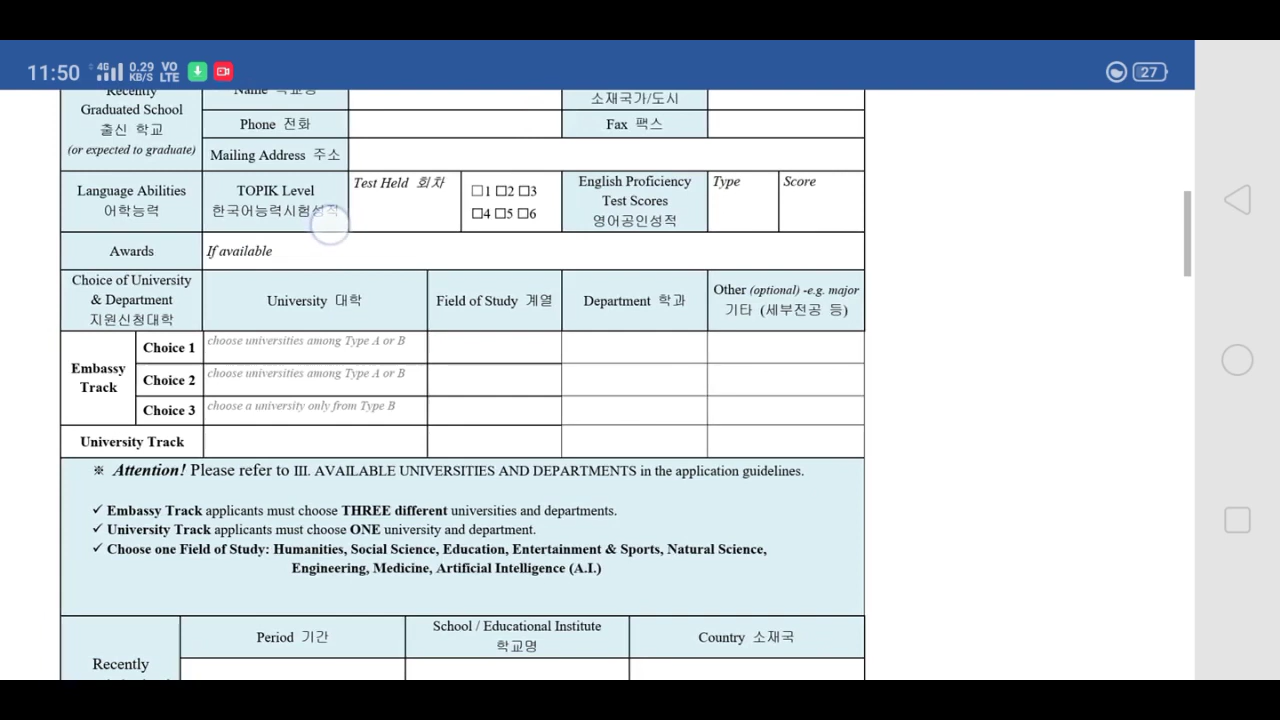 11:50 4G 0.29 KB/S VO LTE 27
Recently
Graduated School
출신 학교
(or expected to graduate)
Name 학교명
소재국가/도시
Phone 전화
Fax 팩스
Mailing Address 주소
Language Abilities
어학능력
TOPIK Level
한국어능력시험성적
Test Held 회차
☐1 ☐2 ☐3
☐4 ☐5 ☐6
English Proficiency
Test Scores
영어공인성적
Type
Score
Awards
If available
Choice of University
& Department
지원신청대학
University 대학
Field of Study 계열
Department 학과
Other (optional) -e.g. major
기타 (세부전공 등)
Embassy
Track
Choice 1
choose universities among Type A or B
Choice 2
choose universities among Type A or B
Choice 3
choose a university only from Type B
University Track
※ Attention! Please refer to III. AVAILABLE UNIVERSITIES AND DEPARTMENTS in the application guidelines.
✓ Embassy Track applicants must choose THREE different universities and departments.
✓ University Track applicants must choose ONE university and department.
✓ Choose one Field of Study: Humanities, Social Science, Education, Entertainment & Sports, Natural Science,
Engineering, Medicine, Artificial Intelligence (A.I.)
Recently
Period 기간
School / Educational Institute
학교명
Country 소재국